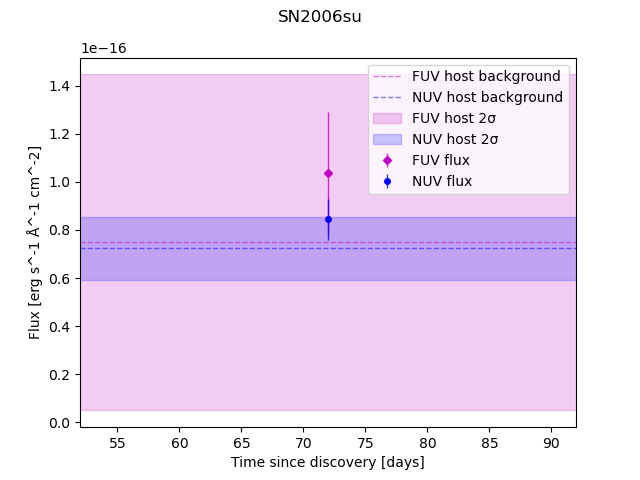 SN2006su
1e−16
FUV host background
NUV host background
FUV host 2σ
NUV host 2σ
FUV flux
NUV flux
1.4
1.2
1.0
0.8
0.6
0.4
0.2
0.0
Flux [erg s^-1 Å^-1 cm^-2]
55 60 65 70 75 80 85 90
Time since discovery [days]